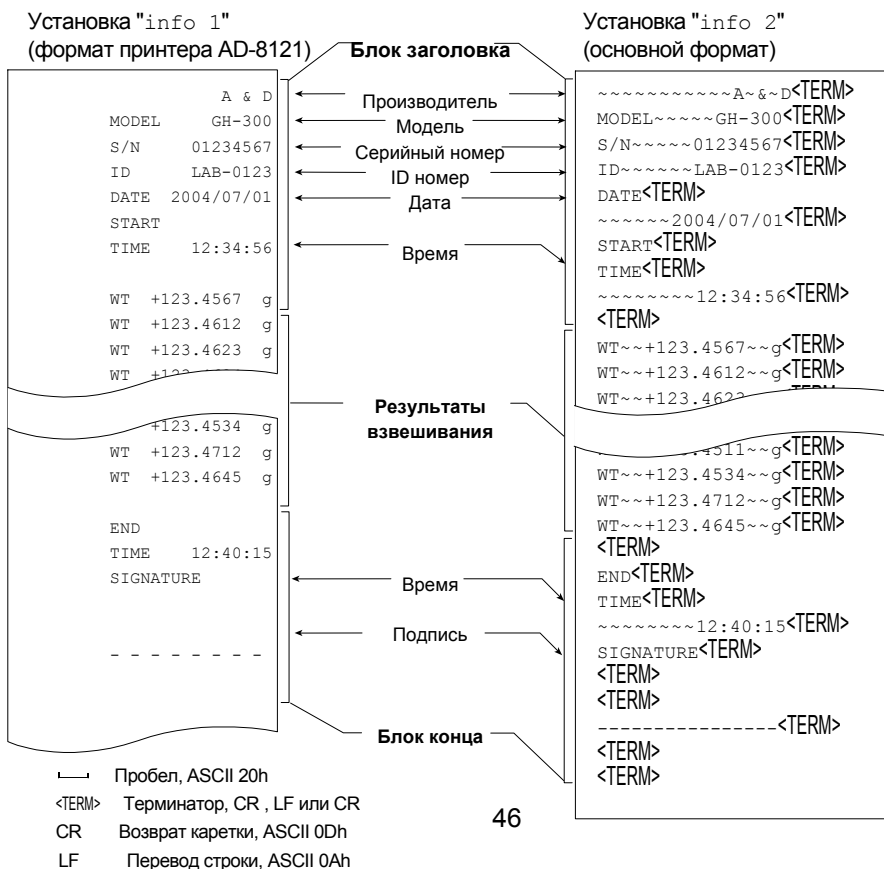 Установка "info 1"
(формат принтера AD-8121)
A & D
MODEL GH-300
S/N 01234567
ID LAB-0123
DATE 2004/07/01
START
TIME 12:34:56
WT +123.4567 g
WT +123.4612 g
WT +123.4623 g
WT
+123.4534 g
WT +123.4712 g
WT +123.4645 g
END
TIME 12:40:15
SIGNATURE
- - - - - - - -
Блок заголовка
Производитель
Модель
Серийный номер
ID номер
Дата
Время
Результаты
взвешивания
Время
Подпись
Блок конца
Установка "info 2"
(основной формат)
~~~~~~~~~~~A~&~D<TERM>
MODEL~~~~~GH-300<TERM>
S/N~~~~~01234567<TERM>
ID~~~~~~LAB-0123<TERM>
DATE<TERM>
~~~~~~2004/07/01<TERM>
START<TERM>
TIME<TERM>
~~~~~~~~12:34:56<TERM>
<TERM>
WT~~+123.4567~~g<TERM>
WT~~+123.4612~~g<TERM>
WT~~+123.4623
4511~~g<TERM>
WT~~+123.4534~~g<TERM>
WT~~+123.4712~~g<TERM>
WT~~+123.4645~~g<TERM>
<TERM>
END<TERM>
TIME<TERM>
~~~~~~~~12:40:15<TERM>
SIGNATURE<TERM>
<TERM>
<TERM>
----------------<TERM>
<TERM>
<TERM>
Пробел, ASCII 20h
<TERM> Терминатор, CR , LF или CR
CR Возврат каретки, ASCII 0Dh
LF Перевод строки, ASCII 0Ah
46